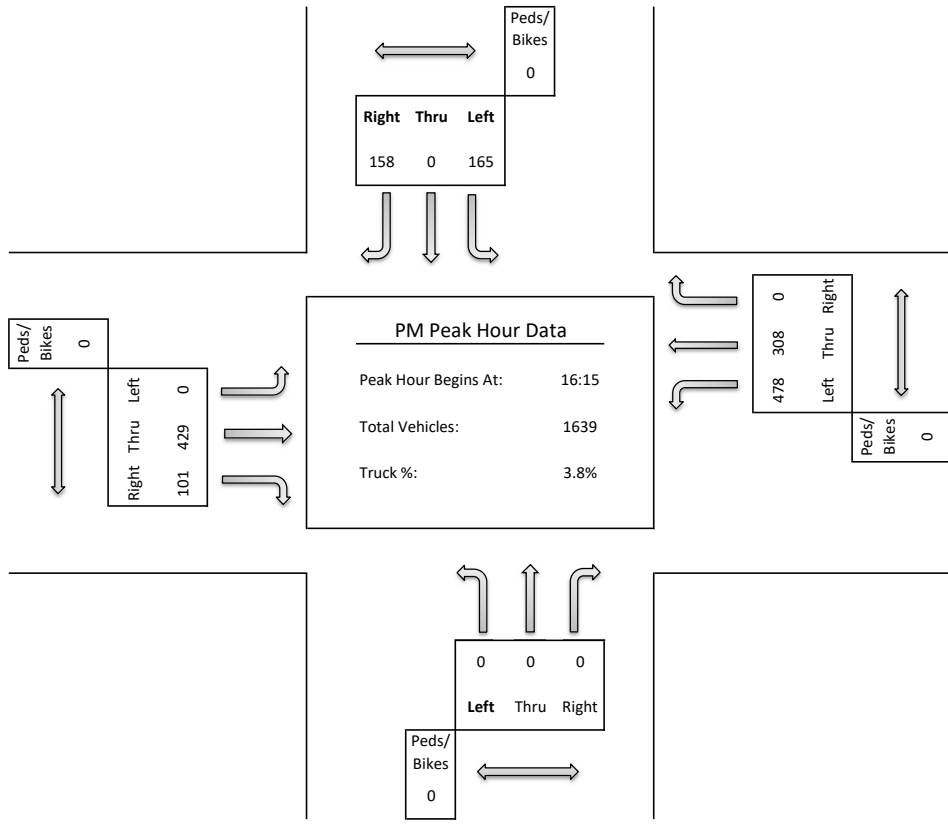 Peds/
Bikes
0
Right Thru Left
158 0 165
Peds/
Bikes
0
Left 0
Thru 429
Right 101
PM Peak Hour Data
Peak Hour Begins At: 16:15
Total Vehicles: 1639
Truck %: 3.8%
0 Right
308 Thru
478 Left
Peds/
Bikes
0
0 0 0
Left Thru Right
Peds/
Bikes
0